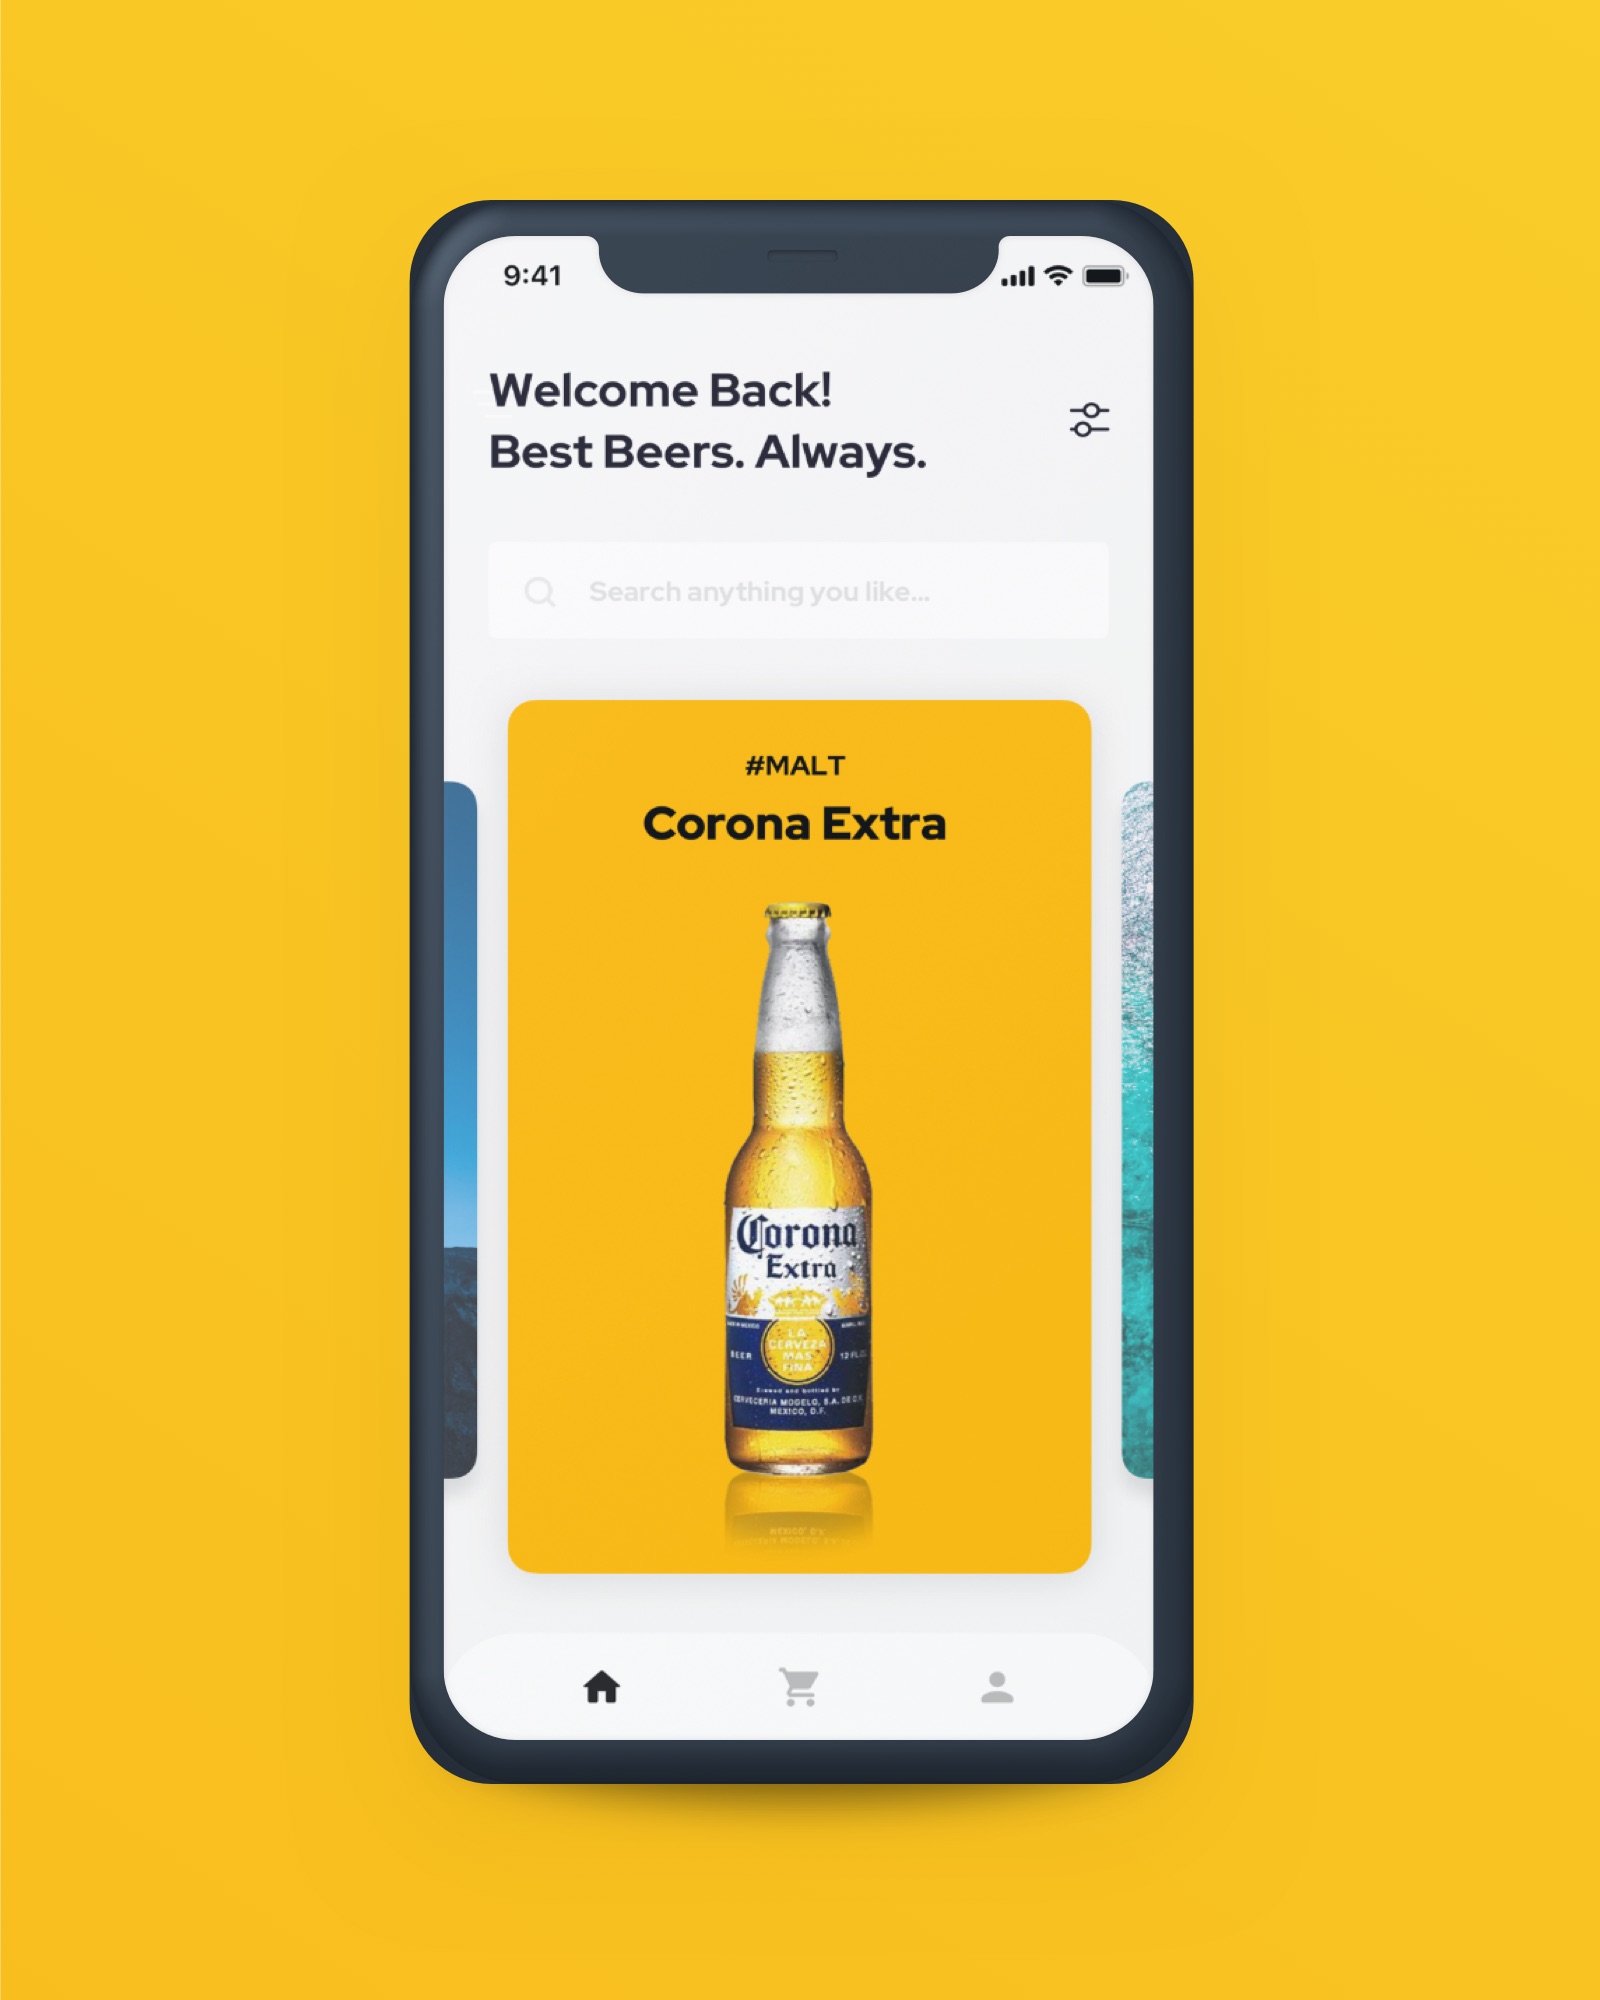 9:41
Welcome Back!
Best Beers. Always.
Search anything you like...
#MALT
Corona Extra
Corona
Extra
LA
CERVEZA
MAS
FINA
BEER
12 FL.O
Brewed and bottled by
CERVECERIA MODELO, S.A. DE C.V.
MEXICO, D.F.